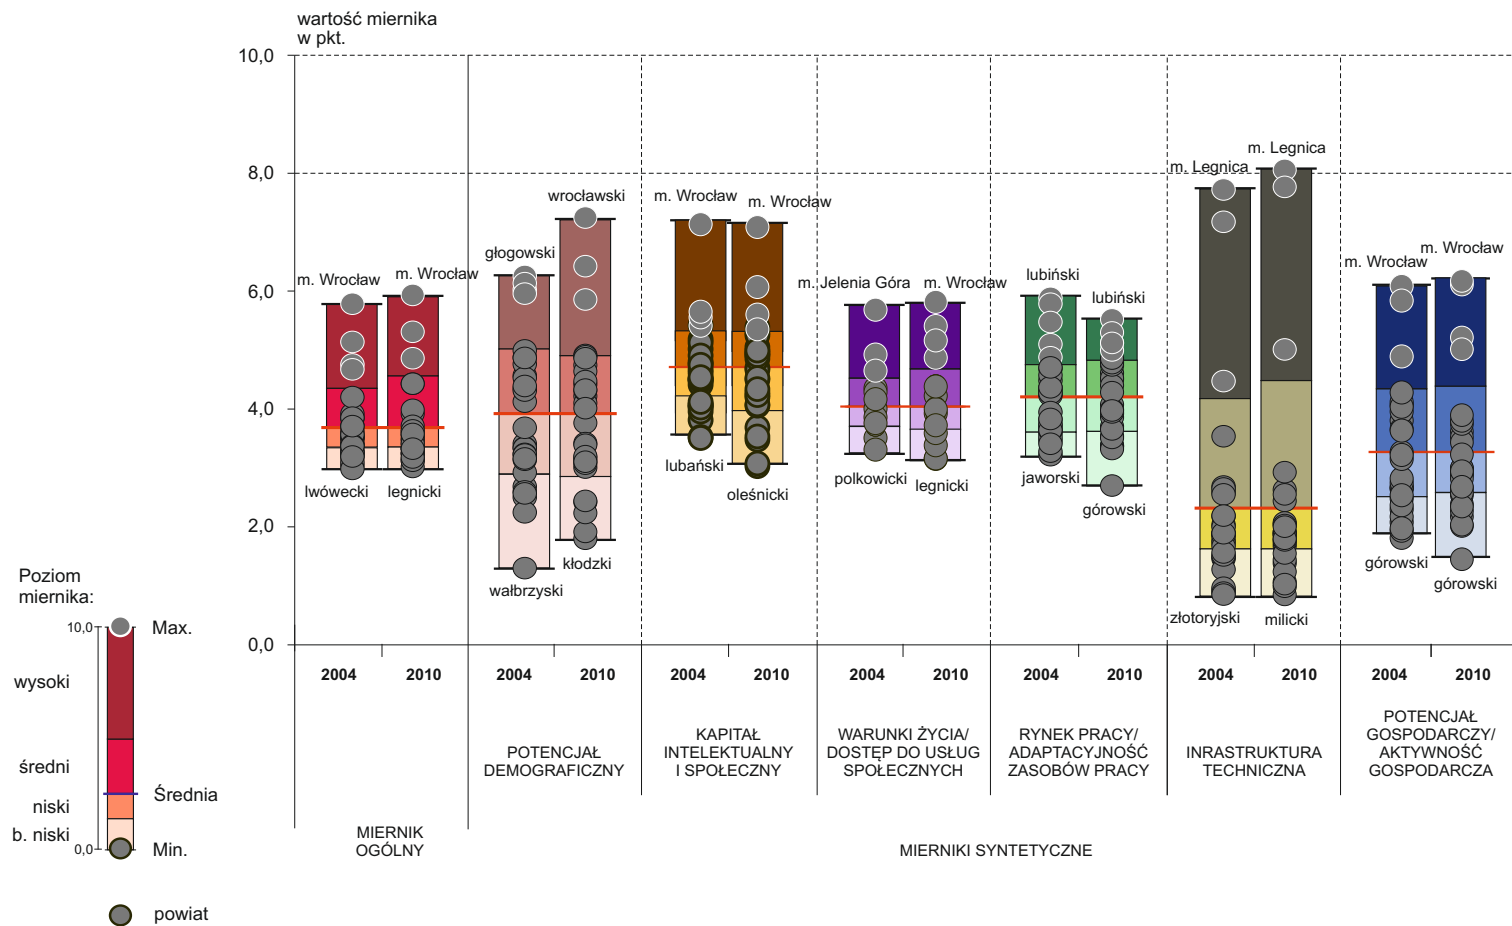 wartość miernika
w pkt.
10,0
8,0
6,0
4,0
2,0
0,0
m. Wrocław
m. Wrocław
lwówecki
legnicki
głogowski
wrocławski
wałbrzyski
kłodzki
m. Wrocław
m. Wrocław
lubański
oleśnicki
m. Jelenia Góra
m. Wrocław
polkowicki
legnicki
lubiński
lubiński
jaworski
górowski
m. Legnica
m. Legnica
złotoryjski
milicki
m. Wrocław
m. Wrocław
górowski
górowski
2004
2010
2004
2010
2004
2010
2004
2010
2004
2010
2004
2010
2004
2010
POTENCJAŁ
DEMOGRAFICZNY
KAPITAŁ
INTELEKTUALNY
I SPOŁECZNY
WARUNKI ŻYCIA/
DOSTĘP DO USŁUG
SPOŁECZNYCH
RYNEK PRACY/
ADAPTACYJNOŚĆ
ZASOBÓW PRACY
INRASTRUKTURA
TECHNICZNA
POTENCJAŁ
GOSPODARCZY/
AKTYWNOŚĆ
GOSPODARCZA
MIERNIK
OGÓLNY
MIERNIKI SYNTETYCZNE
Poziom
miernika:
10,0
Max.
wysoki
średni
Średnia
niski
b. niski
0,0
Min.
powiat